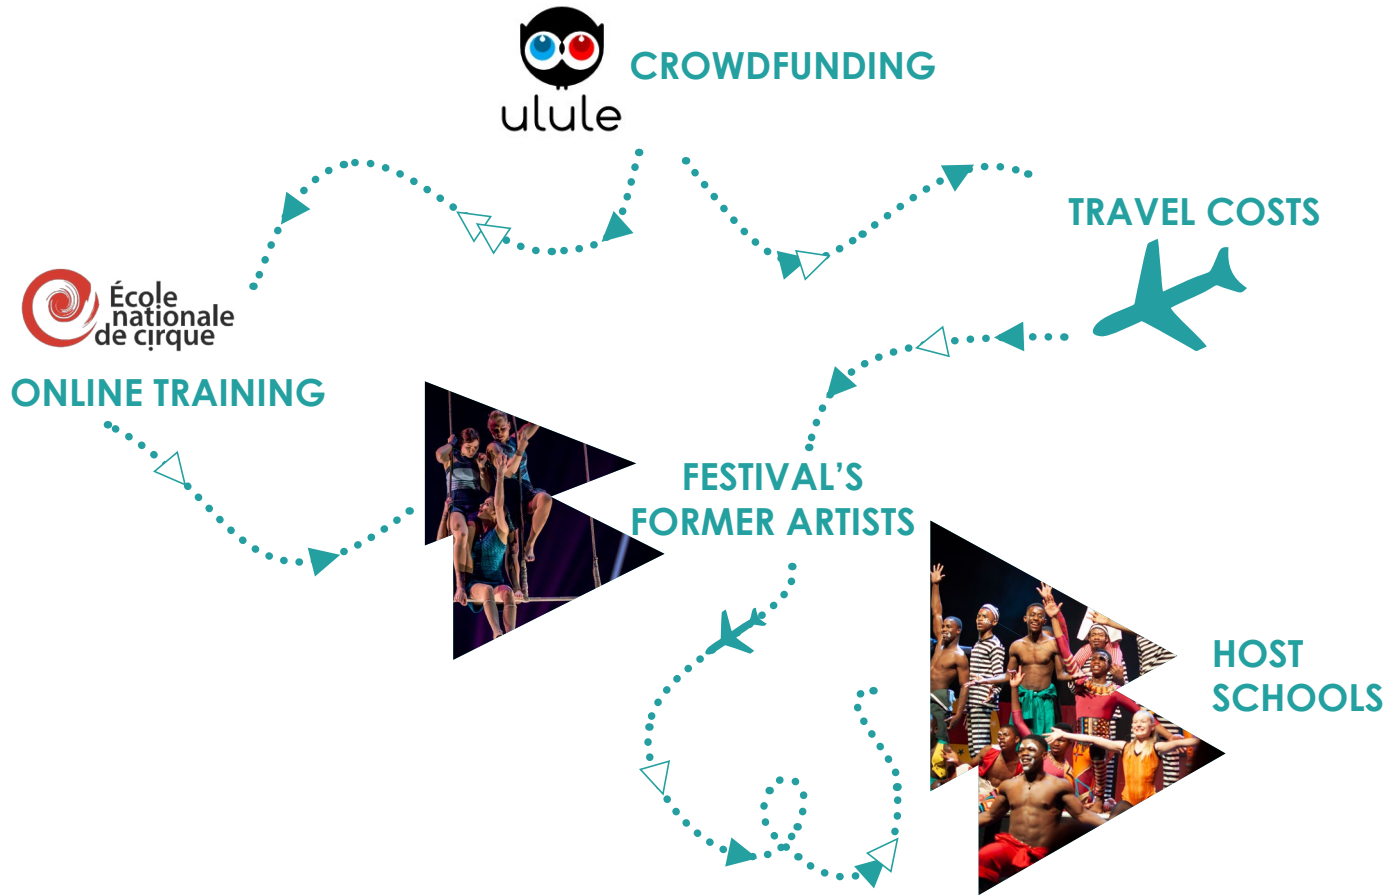 CROWDFUNDING
ulule
TRAVEL COSTS
École
nationale
de cirque
ONLINE TRAINING
FESTIVAL’S
FORMER ARTISTS
HOST
SCHOOLS